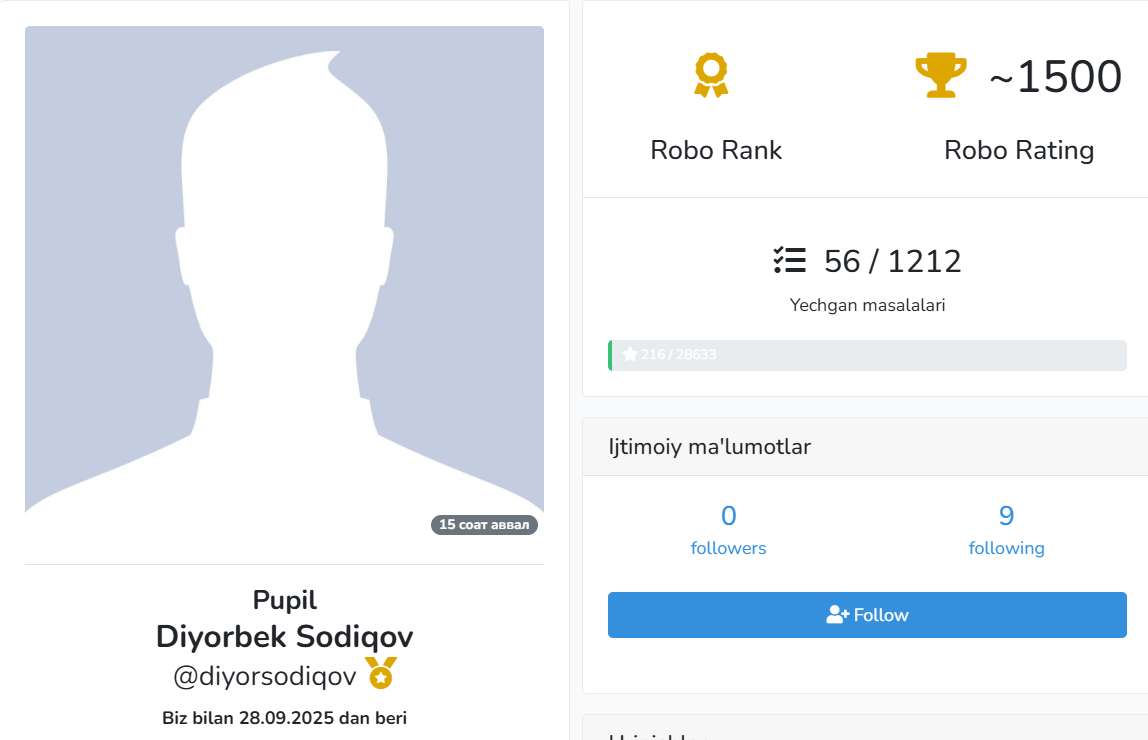 15 соат аввал
Pupil
Diyorbek Sodiqov
@diyorsodiqov
Biz bilan 28.09.2025 dan beri
~1500
Robo Rank
Robo Rating
56 / 1212
Yechgan masalalari
216 / 28633
Ijtimoiy ma'lumotlar
0
followers
9
following
Follow